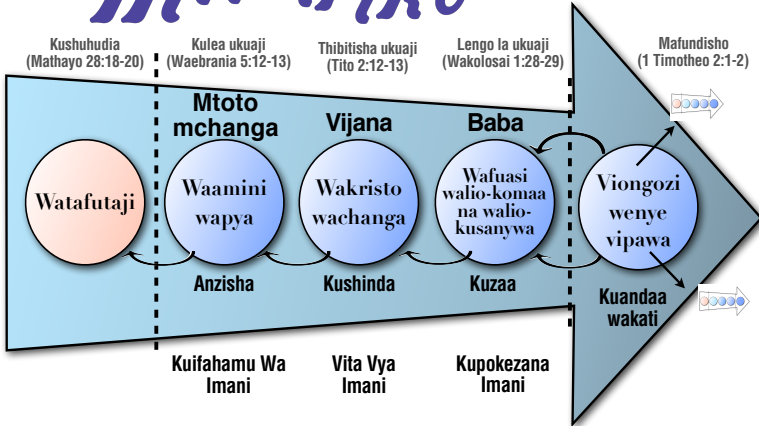 Kushuhudia
(Mathayo 28:18-20)
Kulea ukuaji
(Waebrania 5:12-13)
Thibitisha ukuaji
(Tito 2:12-13)
Lengo la ukuaji
(Wakolosai 1:28-29)
Mafundisho
(1 Timotheo 2:1-2)
Mtoto
mchanga
Vijana
Baba
Watafutaji
Waamini
wapya
Wakristo
wachanga
Wafuasi
walio-komaa
na walio-
kusanywa
Viongozi
wenye
vipawa
Anzisha
Kushinda
Kuzaa
Kuandaa
wakati
Kuifahamu Wa
Imani
Vita Vya
Imani
Kupokezana
Imani